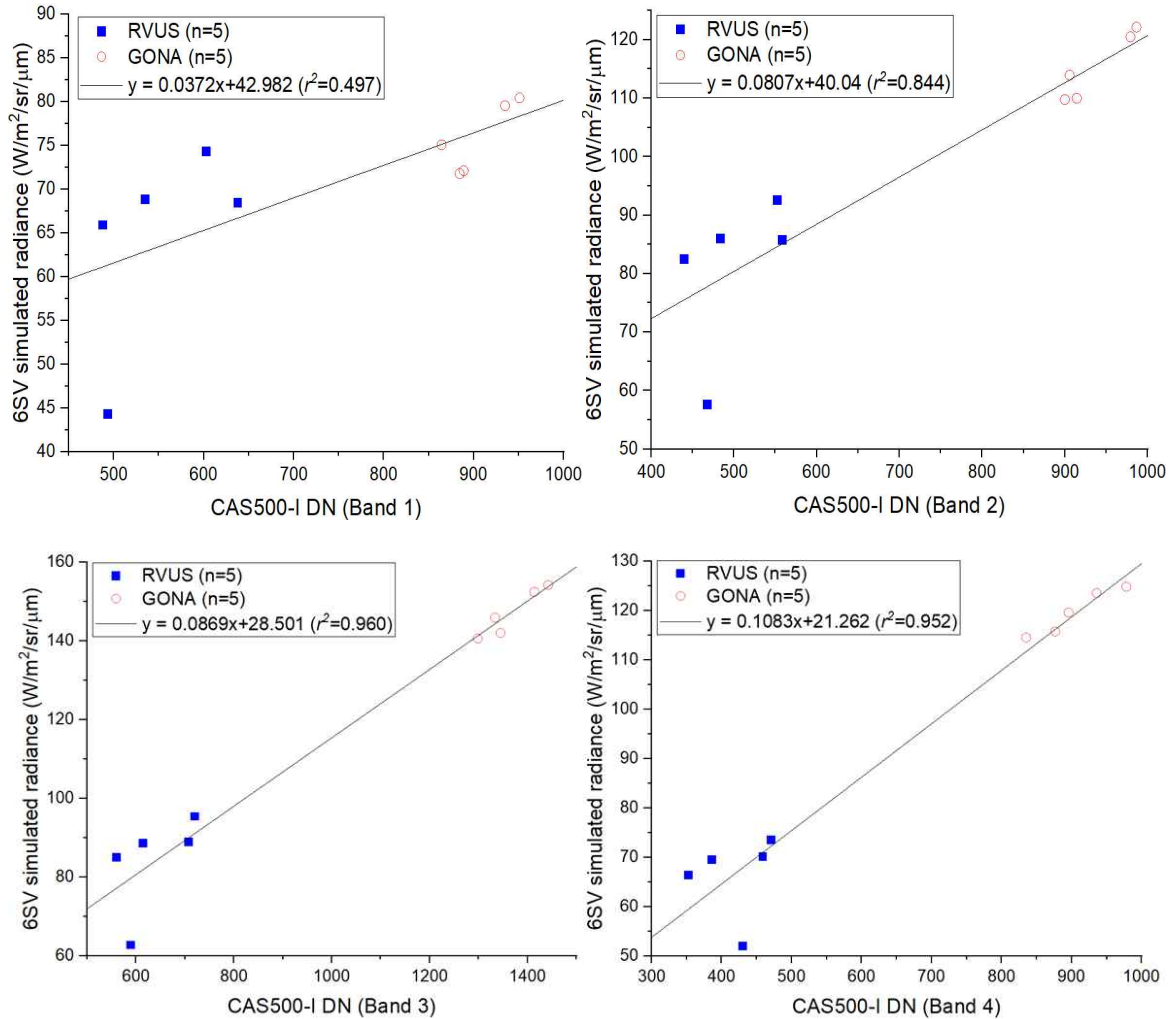 90
85
80
75
70
65
60
55
50
45
40
6SV simulated radiance (W/m²/sr/μm)
RVUS (n=5)
GONA (n=5)
y = 0.0372x+42.982 (r²=0.497)
500 600 700 800 900 1000
CAS500-I DN (Band 1)
120
110
100
90
80
70
60
50
6SV simulated radiance (W/m²/sr/μm)
RVUS (n=5)
GONA (n=5)
y = 0.0807x+40.04 (r²=0.844)
400 500 600 700 800 900 1000
CAS500-I DN (Band 2)
160
140
120
100
80
60
6SV simulated radiance (W/m²/sr/μm)
RVUS (n=5)
GONA (n=5)
y = 0.0869x+28.501 (r²=0.960)
600 800 1000 1200 1400
CAS500-I DN (Band 3)
130
120
110
100
90
80
70
60
50
6SV simulated radiance (W/m²/sr/μm)
RVUS (n=5)
GONA (n=5)
y = 0.1083x+21.262 (r²=0.952)
300 400 500 600 700 800 900 1000
CAS500-I DN (Band 4)